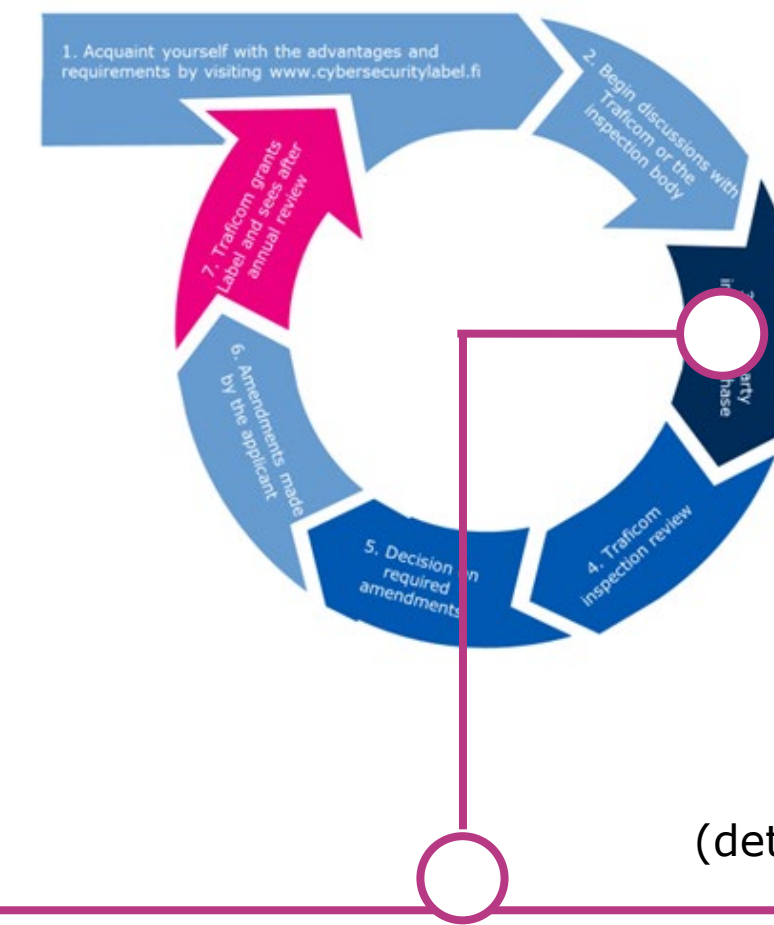 1. Acquaint yourself with the advantages and
requirements by visiting www.cybersecuritylabel.fi
2. Begin discussions with
Traficom or the
inspection body
4. Traficom
inspection review
5. Decision
required
amendments
6. Amendments made
by the applicant
7. Traficom grants
Label and sees after
annual review